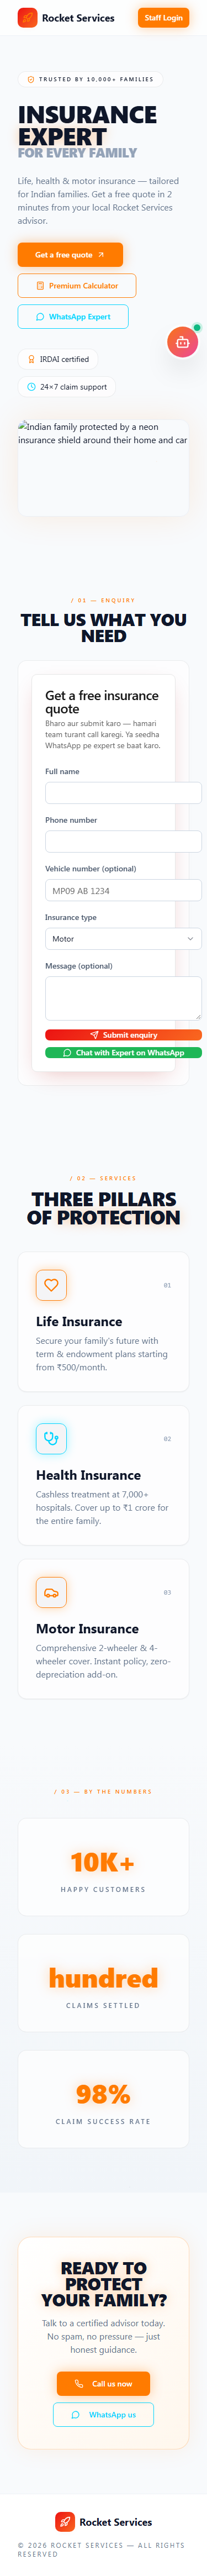 Rocket Services
Staff Login
TRUSTED BY 10,000+ FAMILIES
INSURANCE
EXPERT
FOR EVERY FAMILY
Life, health & motor insurance — tailored
for Indian families. Get a free quote in 2
minutes from your local Rocket Services
advisor.
Get a free quote
Premium Calculator
WhatsApp Expert
IRDAI certified
24×7 claim support
Indian family protected by a neon
insurance shield around their home and car
/ 01 — ENQUIRY
TELL US WHAT YOU
NEED
Get a free insurance
quote
Bharo aur submit karo — hamari
team turant call karegi. Ya seedha
WhatsApp pe expert se baat karo.
Full name
Phone number
Vehicle number (optional)
MP09 AB 1234
Insurance type
Motor
Message (optional)
Submit enquiry
Chat with Expert on WhatsApp
/ 02 — SERVICES
THREE PILLARS
OF PROTECTION
01
Life Insurance
Secure your family's future with
term & endowment plans starting
from ₹500/month.
02
Health Insurance
Cashless treatment at 7,000+
hospitals. Cover up to ₹1 crore for
the entire family.
03
Motor Insurance
Comprehensive 2-wheeler & 4-
wheeler cover. Instant policy, zero-
depreciation add-on.
/ 03 — BY THE NUMBERS
10K+
HAPPY CUSTOMERS
hundred
CLAIMS SETTLED
98%
CLAIM SUCCESS RATE
READY TO
PROTECT
YOUR FAMILY?
Talk to a certified advisor today.
No spam, no pressure — just
honest guidance.
Call us now
WhatsApp us
Rocket Services
© 2026 ROCKET SERVICES — ALL RIGHTS
RESERVED